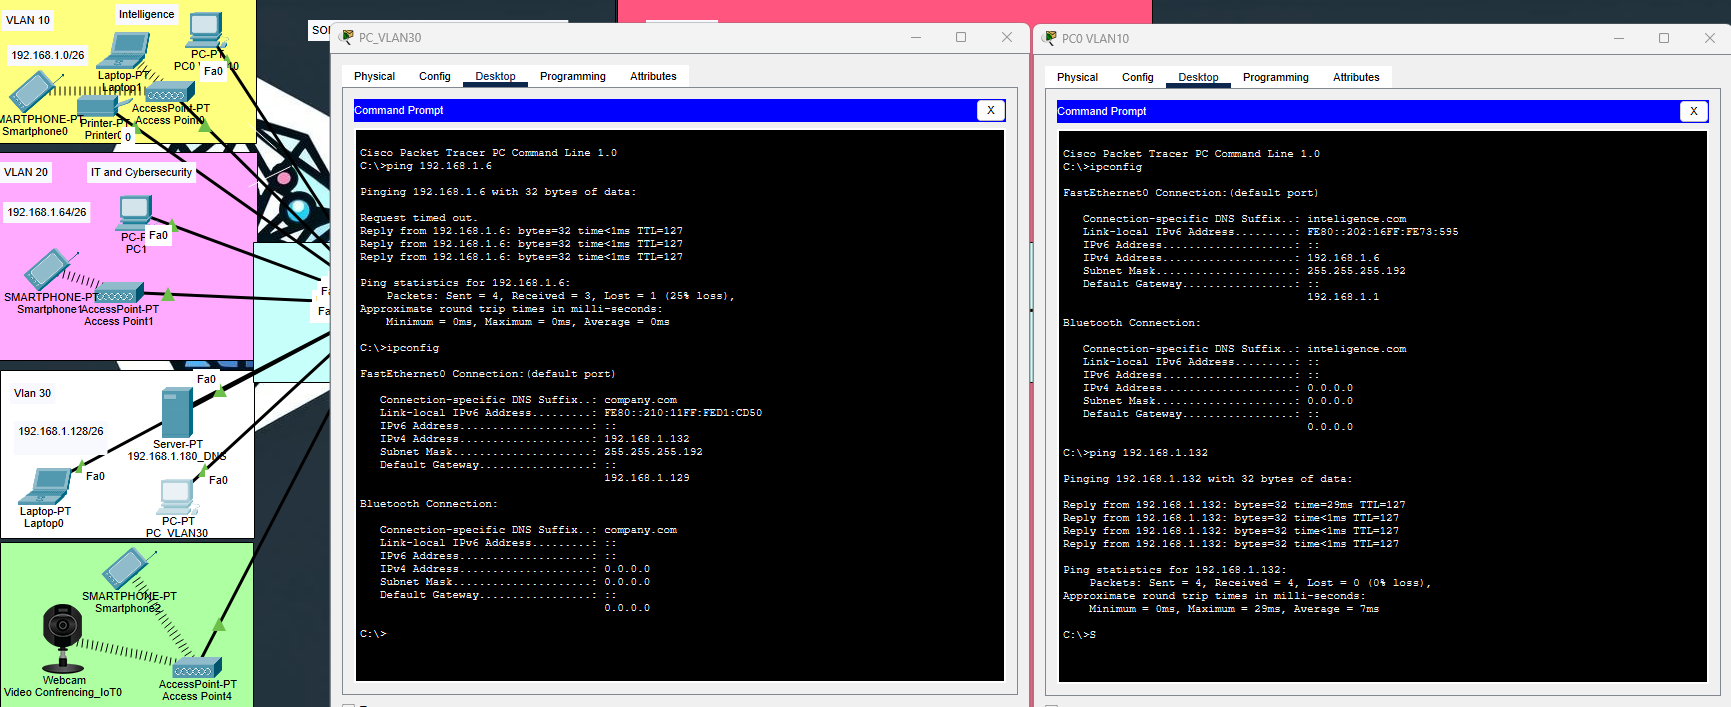 VLAN 10
Intelligence
192.168.1.0/26
PC-PT
Fa0
Laptop-PT
Laptop1
AccessPoint-PT
Access Point0
SMARTPHONE-PT
Smartphone0
Printer-PT
Printer0
0
VLAN 20
IT and Cybersecurity
192.168.1.64/26
Fa0
PC1
SMARTPHONE-PT
Smartphone1
AccessPoint-PT
Access Point1
Vlan 30
Fa0
192.168.1.128/26
Server-PT
192.168.1.180_DNS
Fa0
Fa0
Laptop-PT
Laptop0
PC-PT
PC_VLAN30
SMARTPHONE-PT
Smartphone2
Webcam
Video Confrencing_IoT0
AccessPoint-PT
Access Point4
PC_VLAN30
Physical Config Desktop Programming Attributes
Command Prompt
X
Cisco Packet Tracer PC Command Line 1.0
C:\>ping 192.168.1.6
Pinging 192.168.1.6 with 32 bytes of data:
Request timed out.
Reply from 192.168.1.6: bytes=32 time<1ms TTL=127
Reply from 192.168.1.6: bytes=32 time<1ms TTL=127
Reply from 192.168.1.6: bytes=32 time<1ms TTL=127
Ping statistics for 192.168.1.6:
Packets: Sent = 4, Received = 3, Lost = 1 (25% loss),
Approximate round trip times in milli-seconds:
Minimum = 0ms, Maximum = 0ms, Average = 0ms
C:\>ipconfig
FastEthernet0 Connection:(default port)
Connection-specific DNS Suffix..: company.com
Link-local IPv6 Address.........: FE80::210:11FF:FED1:CD50
IPv6 Address....................: ::
IPv4 Address....................: 192.168.1.132
Subnet Mask.....................: 255.255.255.192
Default Gateway.................: ::
192.168.1.129
Bluetooth Connection:
Connection-specific DNS Suffix..: company.com
Link-local IPv6 Address.........: ::
IPv6 Address....................: ::
IPv4 Address....................: 0.0.0.0
Subnet Mask.....................: 0.0.0.0
Default Gateway.................: ::
0.0.0.0
C:\>
PC0 VLAN10
Physical Config Desktop Programming Attributes
Command Prompt
X
Cisco Packet Tracer PC Command Line 1.0
C:\>ipconfig
FastEthernet0 Connection:(default port)
Connection-specific DNS Suffix..: inteligence.com
Link-local IPv6 Address.........: FE80::202:16FF:FE73:595
IPv6 Address....................: ::
IPv4 Address....................: 192.168.1.6
Subnet Mask.....................: 255.255.255.192
Default Gateway.................: ::
192.168.1.1
Bluetooth Connection:
Connection-specific DNS Suffix..: inteligence.com
Link-local IPv6 Address.........: ::
IPv6 Address....................: ::
IPv4 Address....................: 0.0.0.0
Subnet Mask.....................: 0.0.0.0
Default Gateway.................: ::
0.0.0.0
C:\>ping 192.168.1.132
Pinging 192.168.1.132 with 32 bytes of data:
Reply from 192.168.1.132: bytes=32 time=29ms TTL=127
Reply from 192.168.1.132: bytes=32 time<1ms TTL=127
Reply from 192.168.1.132: bytes=32 time<1ms TTL=127
Reply from 192.168.1.132: bytes=32 time<1ms TTL=127
Ping statistics for 192.168.1.132:
Packets: Sent = 4, Received = 4, Lost = 0 (0% loss),
Approximate round trip times in milli-seconds:
Minimum = 0ms, Maximum = 29ms, Average = 7ms
C:\>S